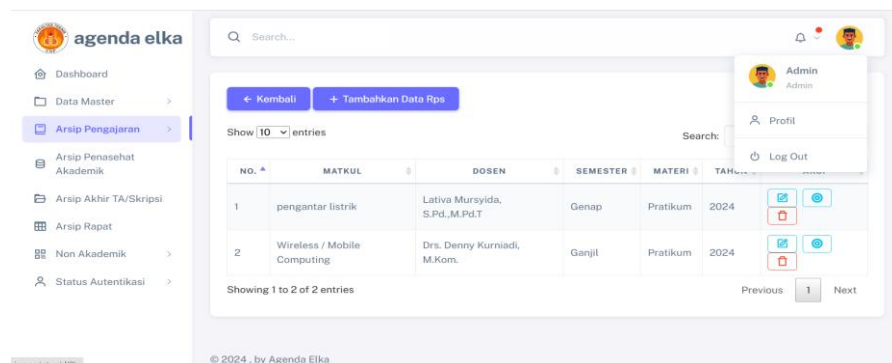 agenda elka
Search...
Admin
Admin
Profil
Log Out
Dashboard
Data Master
Arsip Pengajaran
Arsip Penasehat
Akademik
Arsip Akhir TA/Skripsi
Arsip Rapat
Non Akademik
Status Autentikasi
← Kembali + Tambahkan Data Rps
Show 10 entries
Search:
NO. MATKUL DOSEN SEMESTER MATERI
1 pengantar listrik Lativa Mursyida,
S.Pd.,M.Pd.T Genap Pratikum 2024
2 Wireless / Mobile
Computing Drs. Denny Kurniadi,
M.Kom. Ganjil Pratikum 2024
Showing 1 to 2 of 2 entries
Previous 1 Next
© 2024 , by Agenda Elka